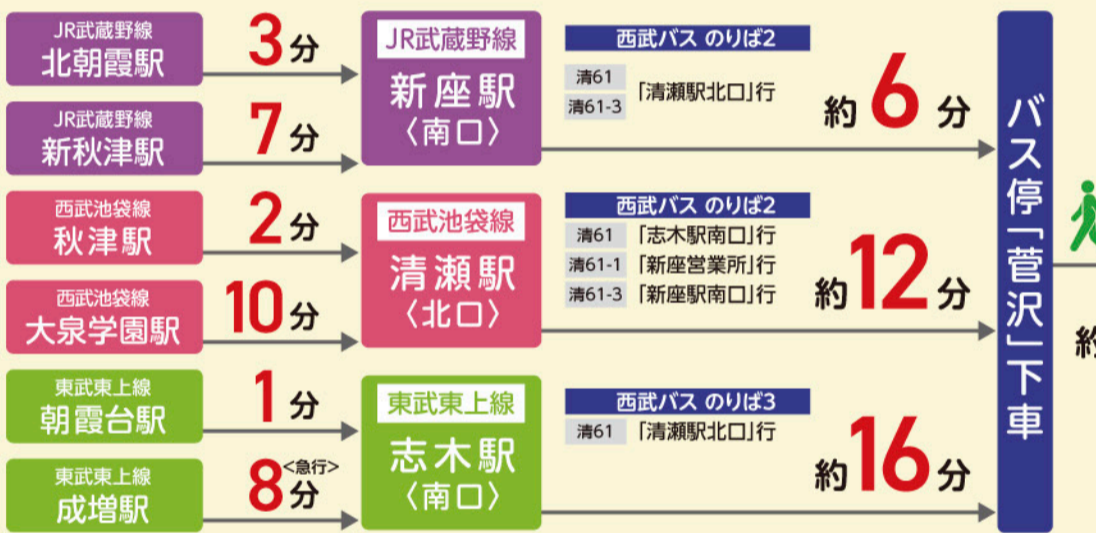 JR武蔵野線
北朝霞駅
3分
JR武蔵野線
新秋津駅
7分
JR武蔵野線
新座駅
〈南口〉
西武バス のりば2
清61
清61-3
「清瀬駅北口」行
約6分
西武池袋線
秋津駅
2分
西武池袋線
大泉学園駅
10分
西武池袋線
清瀬駅
〈北口〉
西武バス のりば2
清61 「志木駅南口」行
清61-1 「新座営業所」行
清61-3 「新座駅南口」行
約12分
東武東上線
朝霞台駅
1分
東武東上線
成増駅
<急行>
8分
東武東上線
志木駅
〈南口〉
西武バス のりば3
清61 「清瀬駅北口」行
約16分
バス停「菅沢」下車
約